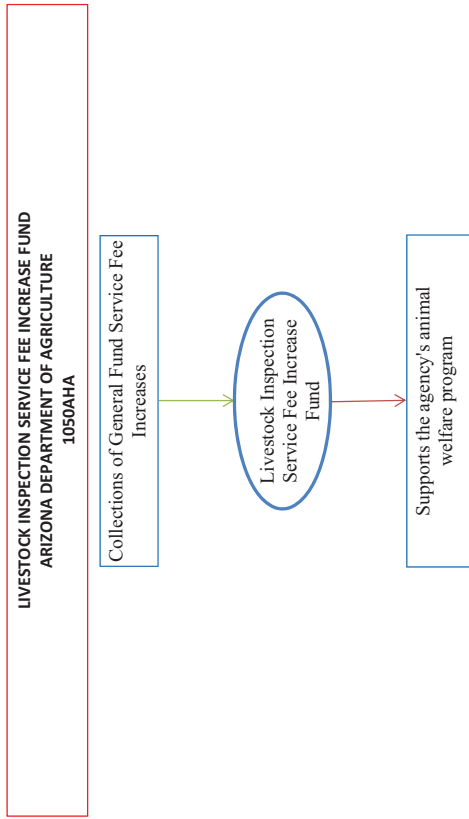 LIVESTOCK INSPECTION SERVICE FEE INCREASE FUND
ARIZONA DEPARTMENT OF AGRICULTURE
1050AHA
Collections of General Fund Service Fee
Increases
Livestock Inspection
Service Fee Increase
Fund
Supports the agency's animal
welfare program